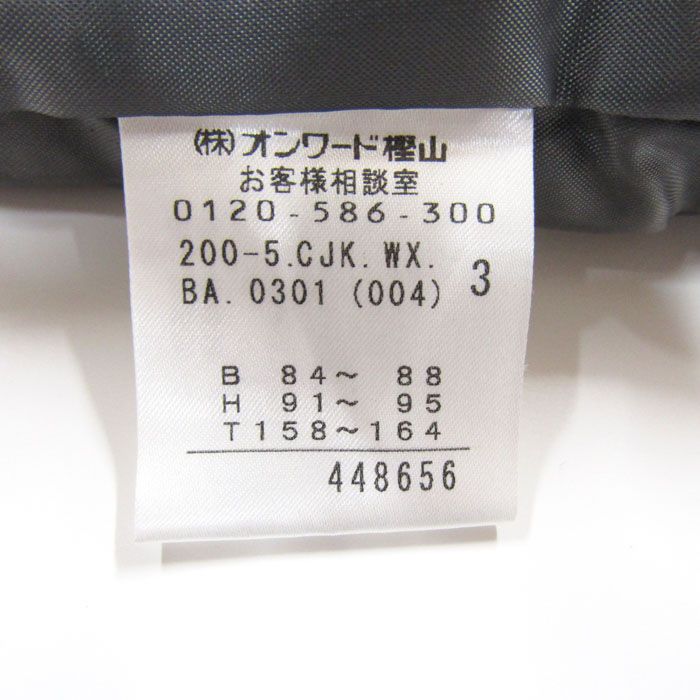 (株)オンワード樫山
お客様相談室
0120-586-300
200-5.CJK.WX.
BA.0301 (004) 3
B 84〜 88
H 91〜 95
T158〜164
448656